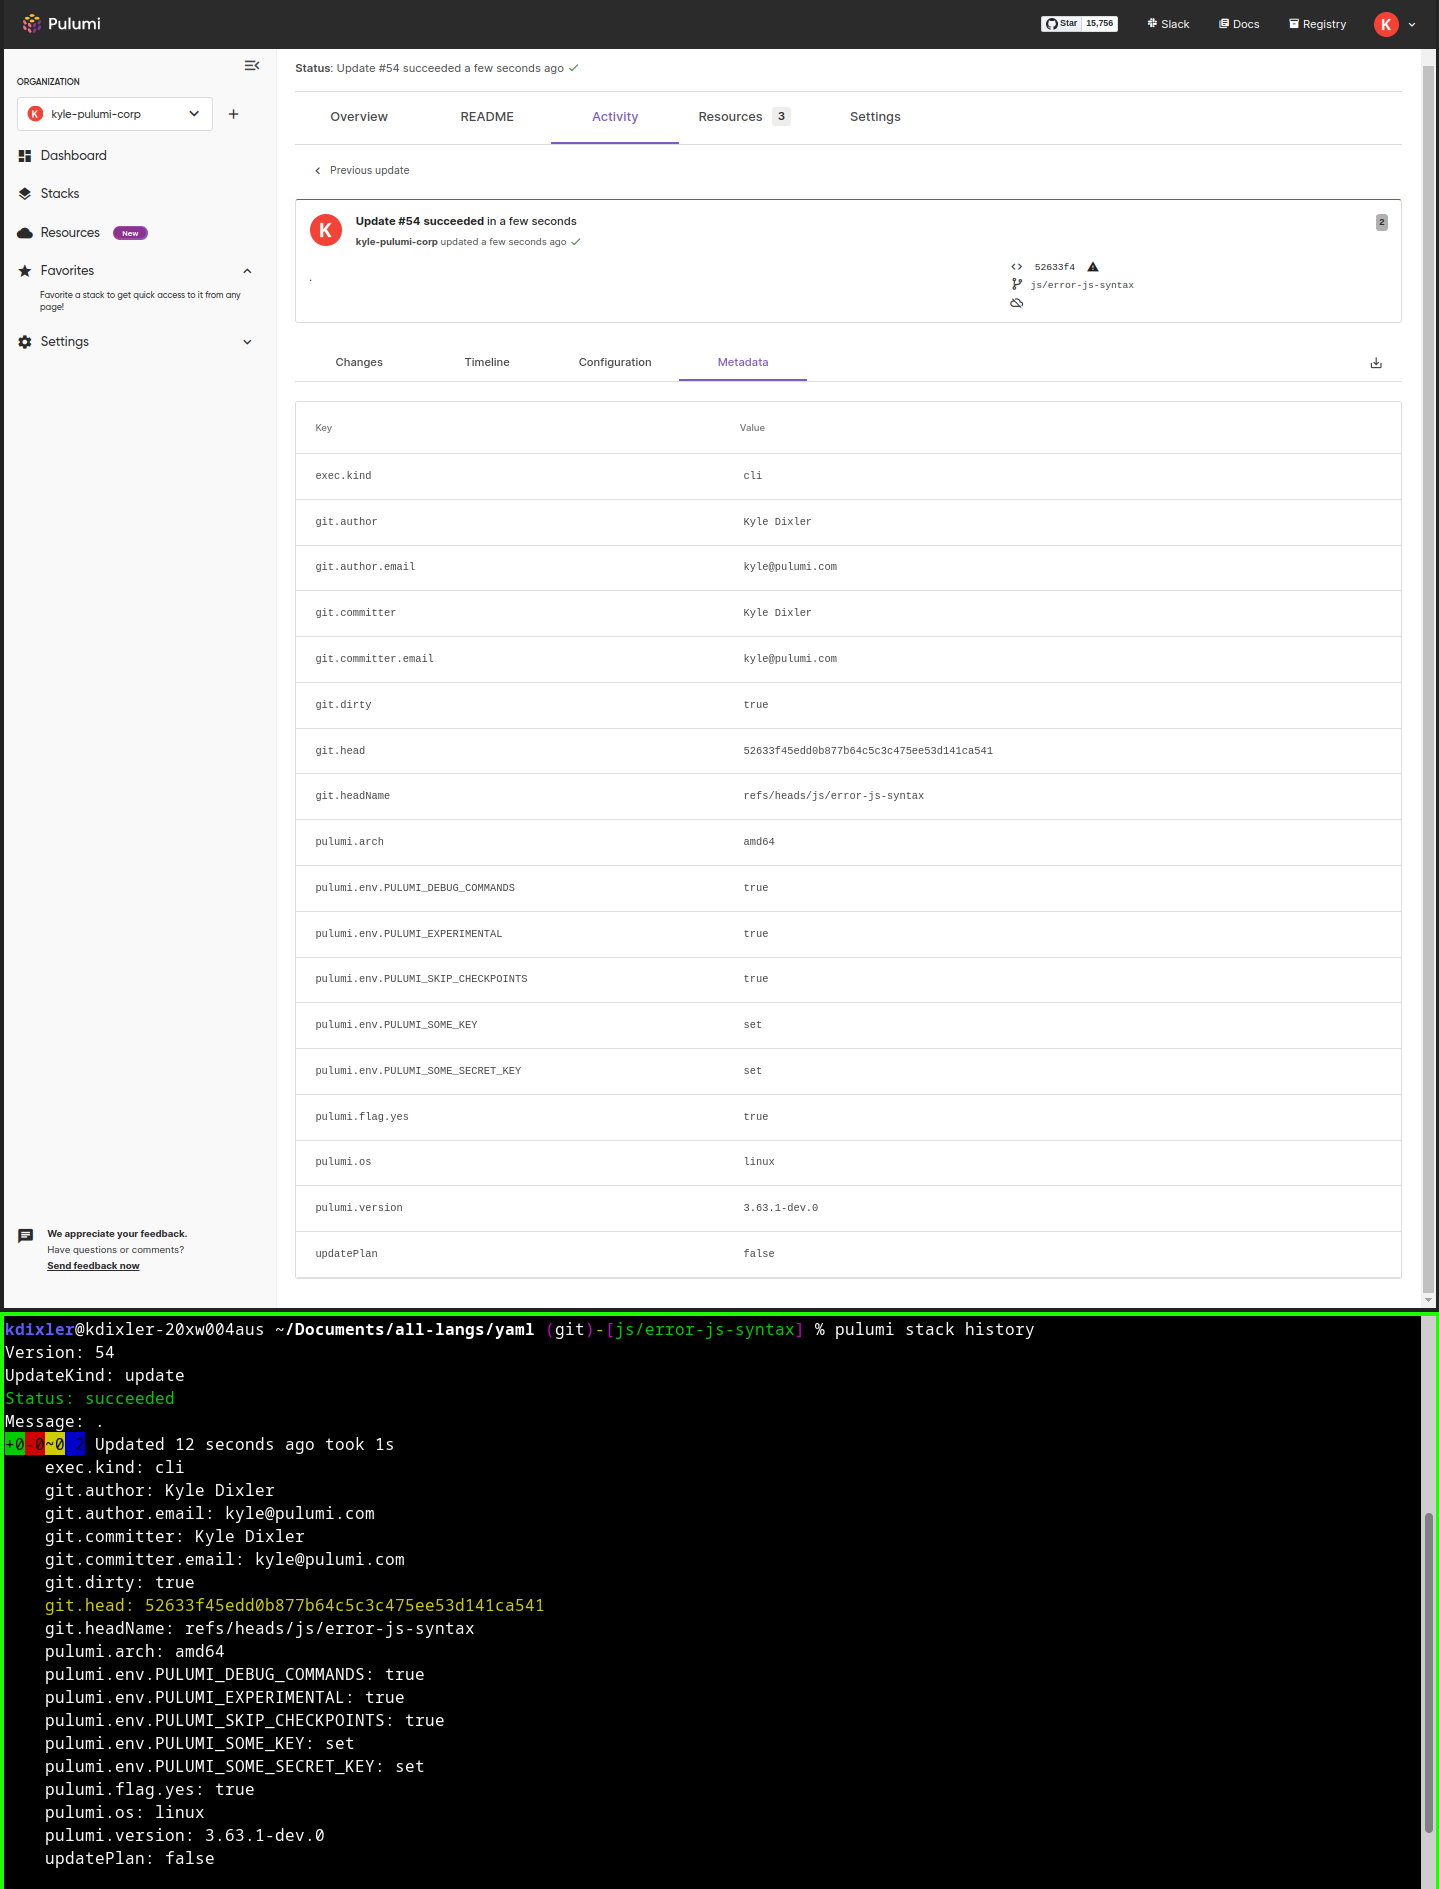 Pulumi
Star 15,756 Slack Docs Registry K
ORGANIZATION
K kyle-pulumi-corp +
Dashboard
Stacks
Resources New
Favorites
Favorite a stack to get quick access to it from any
page!
Settings
We appreciate your feedback.
Have questions or comments?
Send feedback now
Status: Update #54 succeeded a few seconds ago
Overview README Activity Resources 3 Settings
Previous update
K Update #54 succeeded in a few seconds 2
kyle-pulumi-corp updated a few seconds ago
.
52633f4
js/error-js-syntax
Changes Timeline Configuration Metadata
Key Value
exec.kind cli
git.author Kyle Dixler
git.author.email kyle@pulumi.com
git.committer Kyle Dixler
git.committer.email kyle@pulumi.com
git.dirty true
git.head 52633f45edd0b877b64c5c3c475ee53d141ca541
git.headName refs/heads/js/error-js-syntax
pulumi.arch amd64
pulumi.env.PULUMI_DEBUG_COMMANDS true
pulumi.env.PULUMI_EXPERIMENTAL true
pulumi.env.PULUMI_SKIP_CHECKPOINTS true
pulumi.env.PULUMI_SOME_KEY set
pulumi.env.PULUMI_SOME_SECRET_KEY set
pulumi.flag.yes true
pulumi.os linux
pulumi.version 3.63.1-dev.0
updatePlan false
kdixler@kdixler-20xw004aus ~/Documents/all-langs/yaml (git)-[js/error-js-syntax] % pulumi stack history
Version: 54
UpdateKind: update
Status: succeeded
Message: .
+0-0~0 2 Updated 12 seconds ago took 1s
exec.kind: cli
git.author: Kyle Dixler
git.author.email: kyle@pulumi.com
git.committer: Kyle Dixler
git.committer.email: kyle@pulumi.com
git.dirty: true
git.head: 52633f45edd0b877b64c5c3c475ee53d141ca541
git.headName: refs/heads/js/error-js-syntax
pulumi.arch: amd64
pulumi.env.PULUMI_DEBUG_COMMANDS: true
pulumi.env.PULUMI_EXPERIMENTAL: true
pulumi.env.PULUMI_SKIP_CHECKPOINTS: true
pulumi.env.PULUMI_SOME_KEY: set
pulumi.env.PULUMI_SOME_SECRET_KEY: set
pulumi.flag.yes: true
pulumi.os: linux
pulumi.version: 3.63.1-dev.0
updatePlan: false